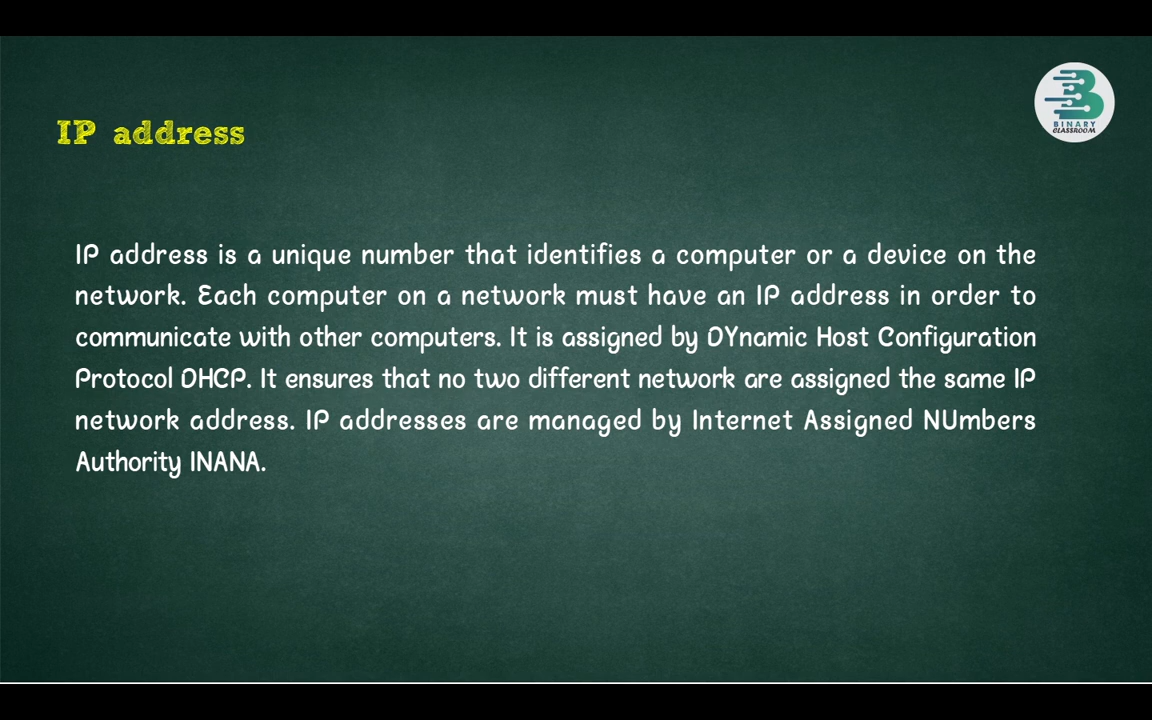 BINARY
CLASSROOM
IP address
IP address is a unique number that identifies a computer or a device on the
network. Each computer on a network must have an IP address in order to
communicate with other computers. It is assigned by DYnamic Host Configuration
Protocol DHCP. It ensures that no two different network are assigned the same IP
network address. IP addresses are managed by Internet Assigned NUmbers
Authority INANA.